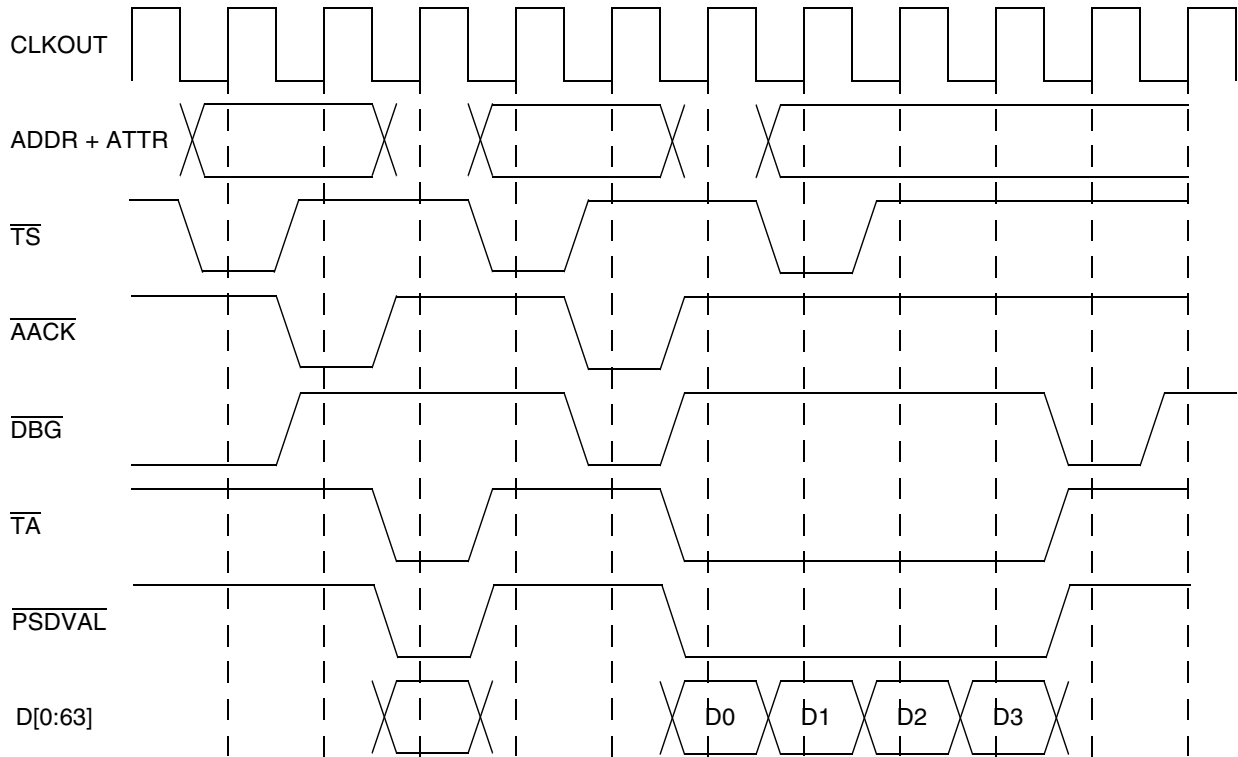 CLKOUT
ADDR + ATTR
TS
AACK
DBG
TA
PSDVAL
D[0:63]
D0 D1 D2 D3